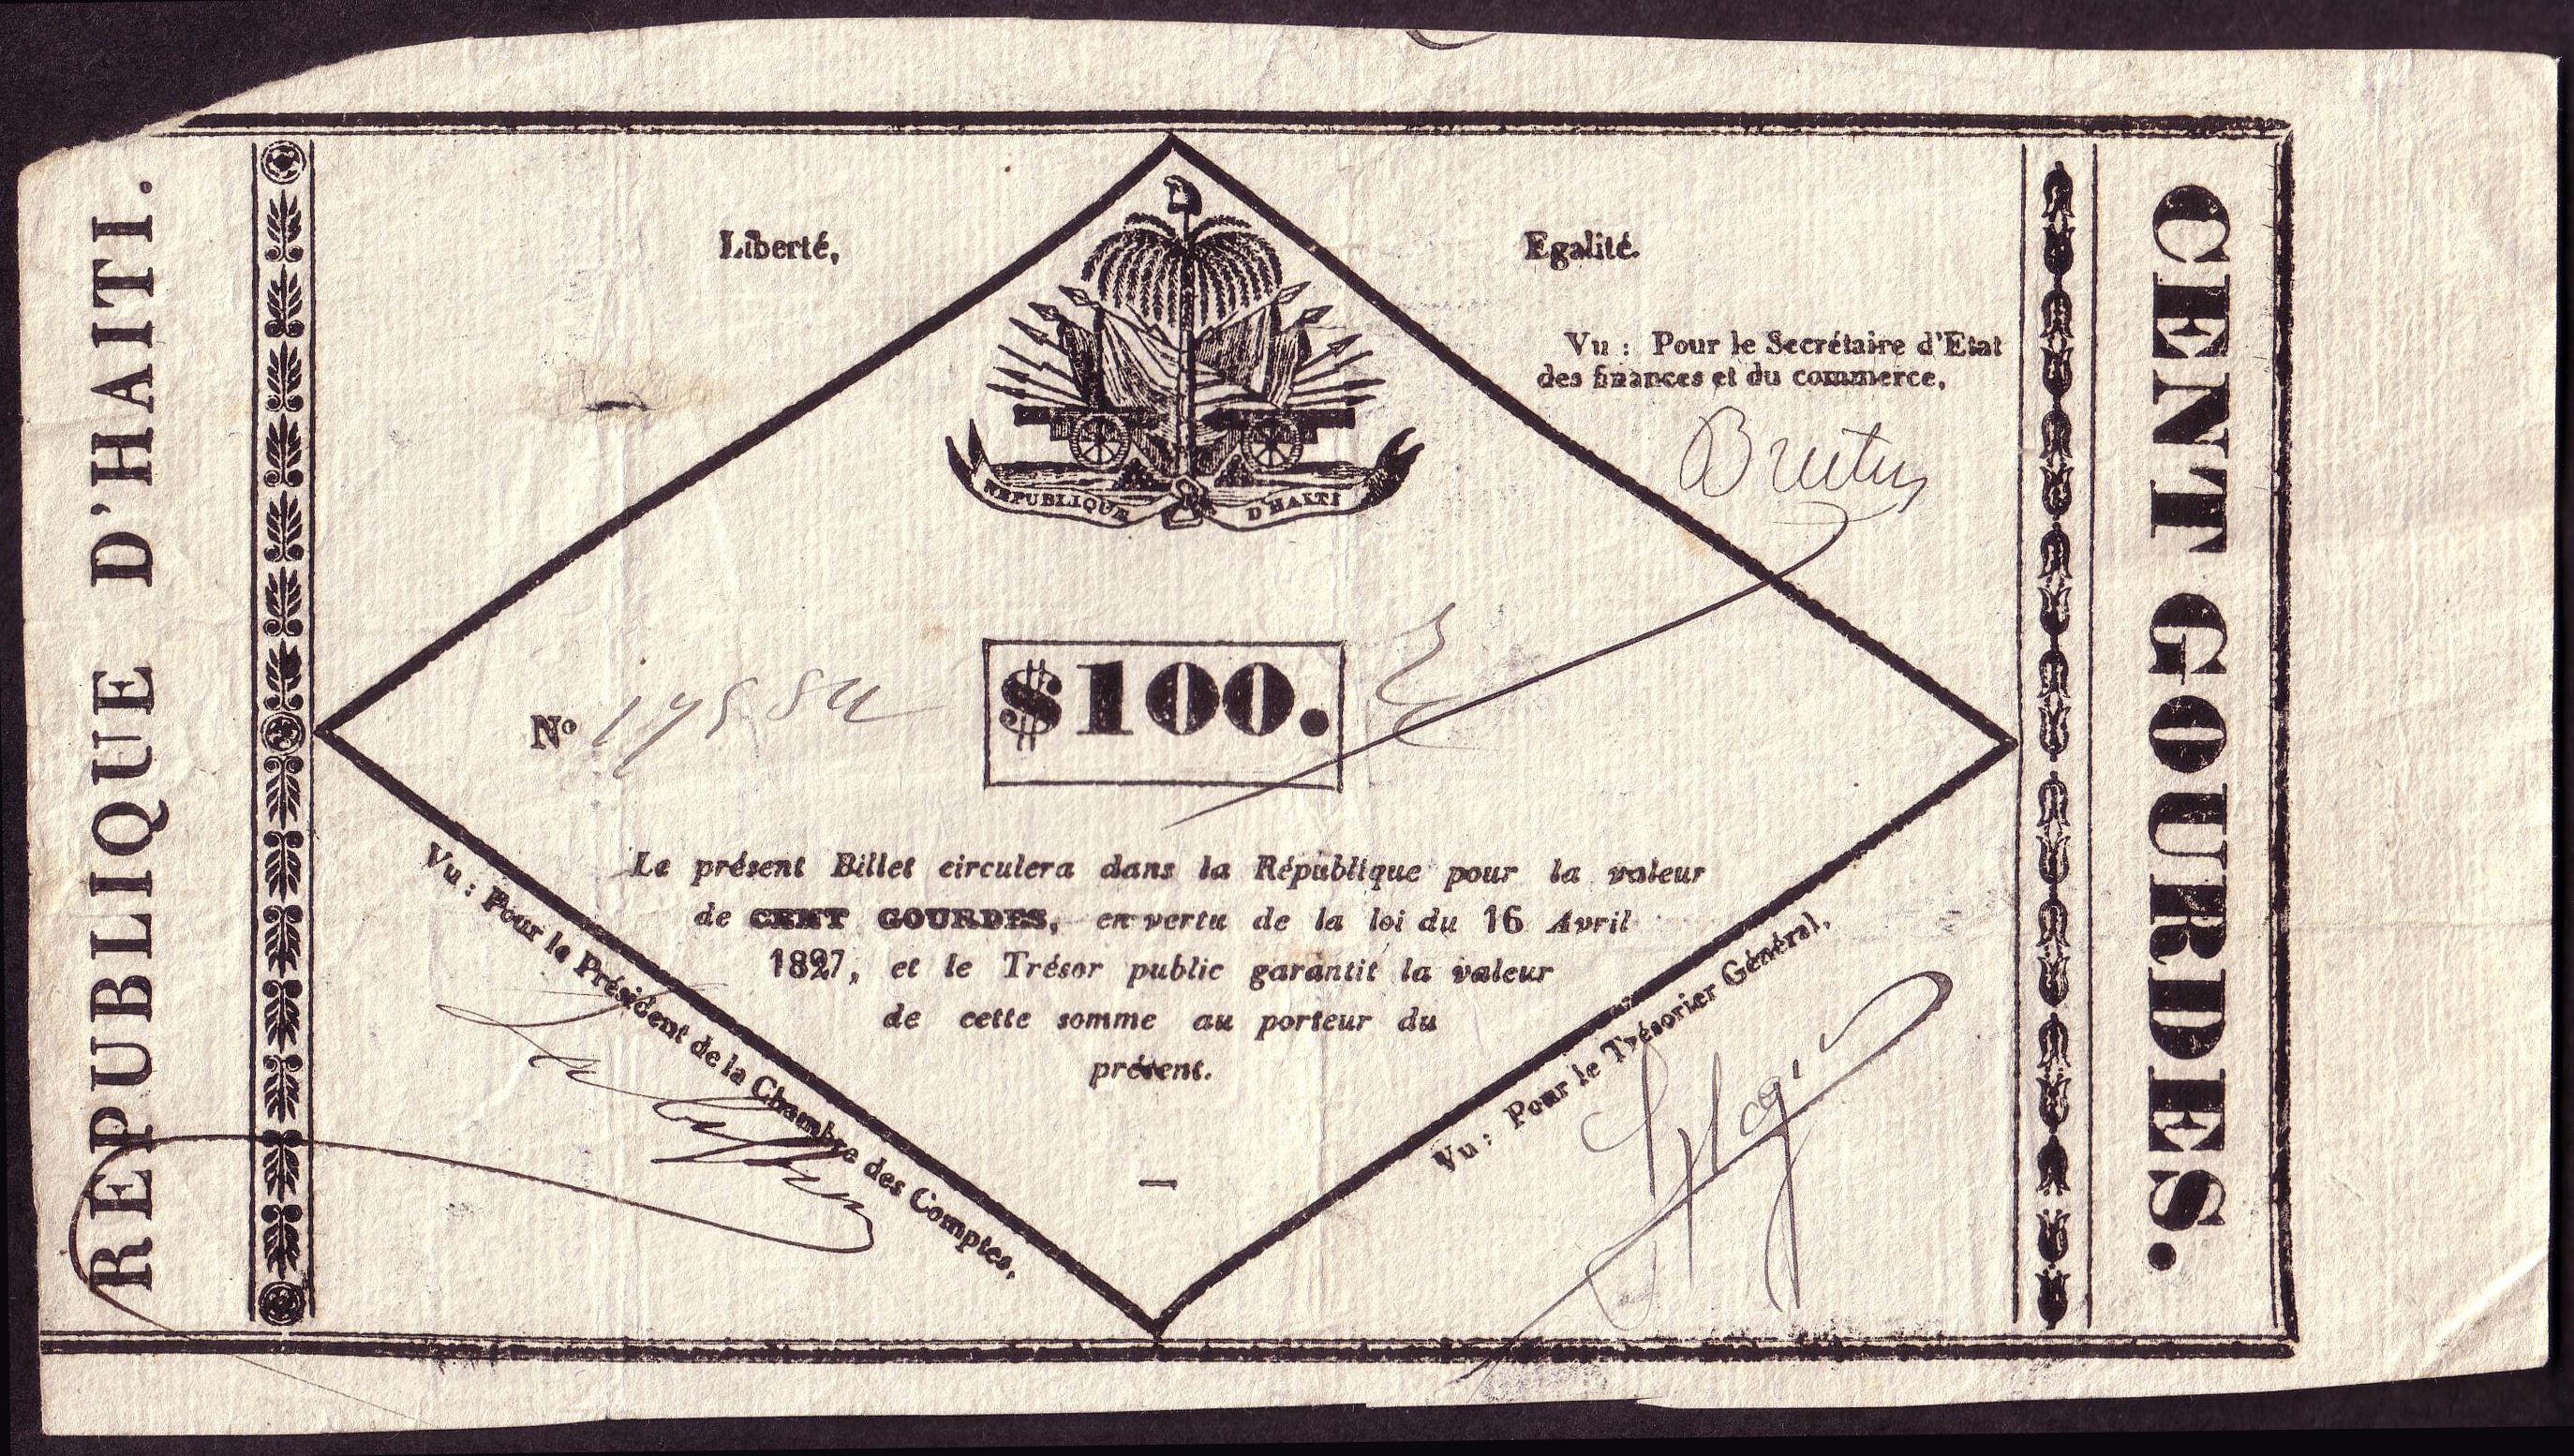 REPUBLIQUE D'HAITI.
Liberté,
Egalité.
Vu : Pour le Secrétaire d'Etat
des finances et du commerce,
Brutus
REPUBLIQUE D'HAITI
No
$100.
Le présent Billet circulera dans la République pour la valeur
de CENT GOURDES, en vertu de la loi du 16 Avril
1827, et le Trésor public garantit la valeur
de cette somme au porteur du
présent.
Vu : Pour le Président de la Chambre des Comptes,
Vu : Pour le Trésorier Général,
CENT GOURDES.